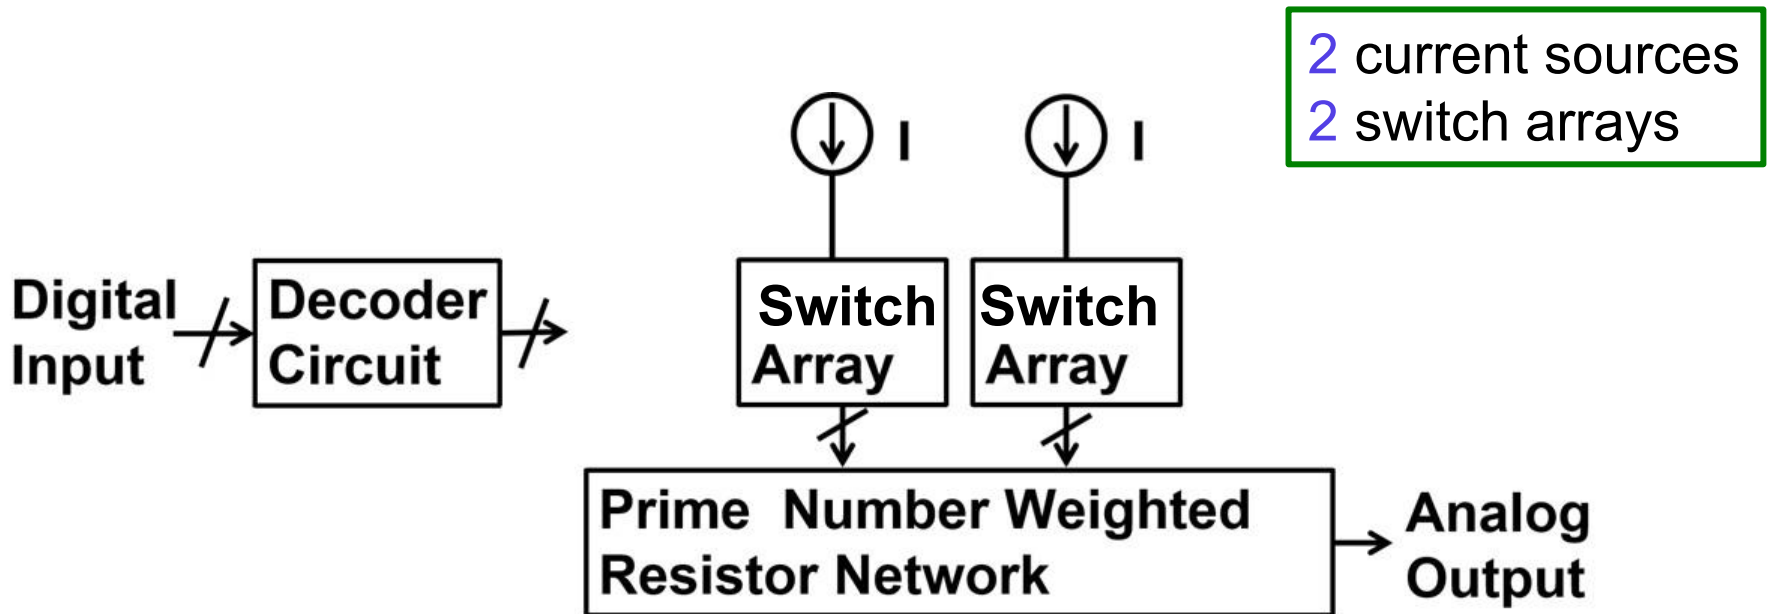 2 current sources
2 switch arrays
I
I
Digital
Input
Decoder
Circuit
Switch
Array
Switch
Array
Prime Number Weighted
Resistor Network
Analog
Output